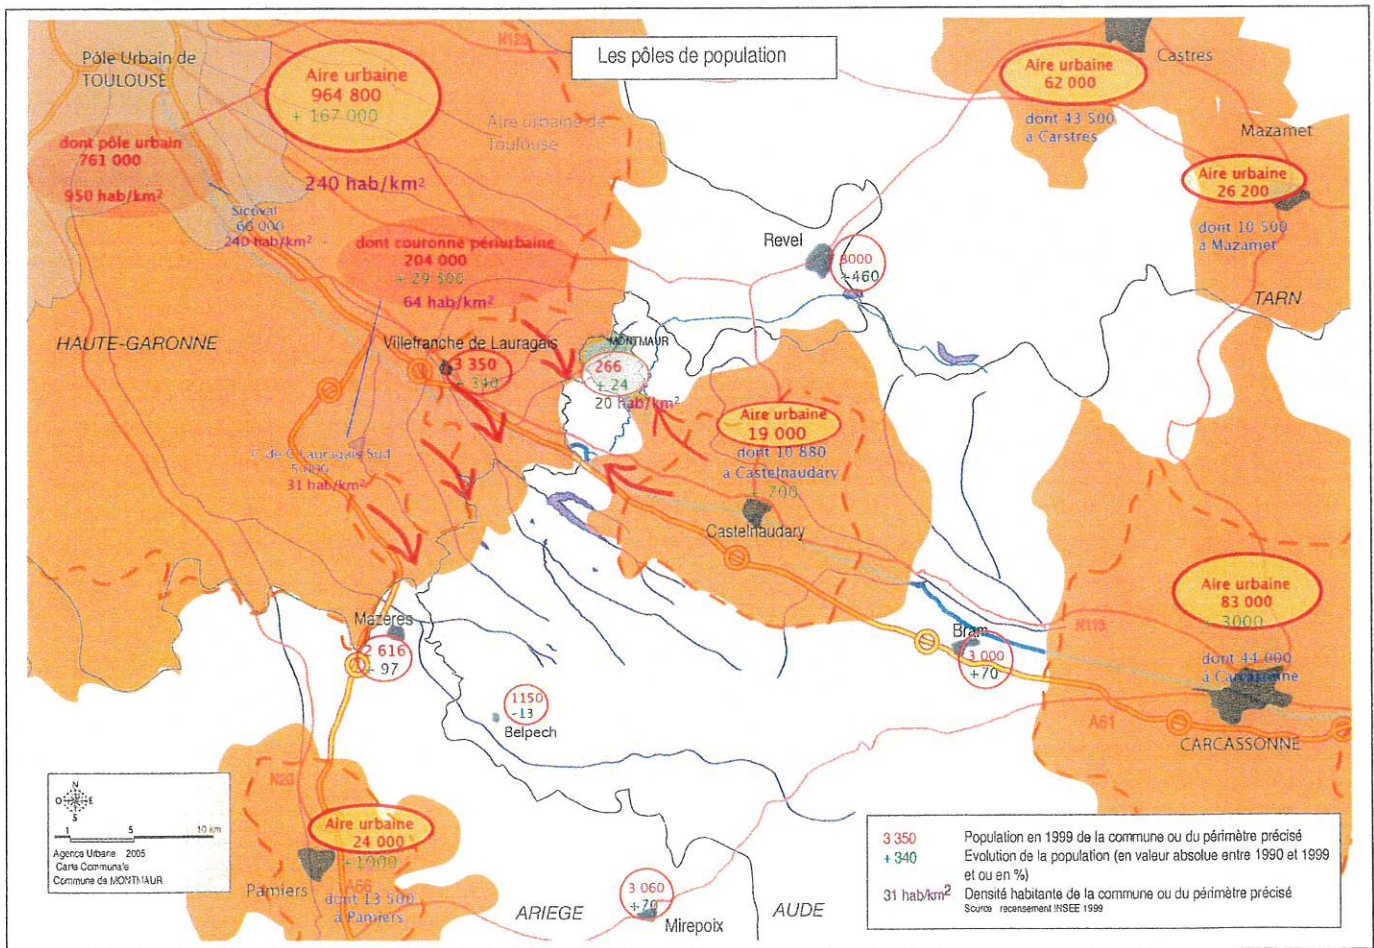 Les pôles de population
Pôle Urbain de
TOULOUSE
Aire urbaine
964 800
+ 167 000
N126
Aire urbaine de
Toulouse
dont pôle urbain
761 000
950 hab/km²
240 hab/km²
Sicoval
60 000
240 hab/km²
dont couronne périurbaine
204 000
+ 29 500
64 hab/km²
Aire urbaine
62 000
Castres
dont 43 500
à Carstres
Mazamet
Aire urbaine
26 200
dont 10 500
à Mazamet
Revel
8000
+460
TARN
HAUTE-GARONNE
Villefranche de Lauragais
3 350
+ 340
MONTMAUR
266
+ 24
20 hab/km²
Aire urbaine
19 000
dont 10 880
à Castelnaudary
+ 700
Castelnaudary
C de C Lauragais Sud
5 000
31 hab/km²
Aire urbaine
83 000
+ 3000
dont 44 000
à Carcassonne
CARCASSONNE
N113
A61
Bram
3 000
+70
Mazères
2 616
+ 97
1150
-13
Belpech
N20
Aire urbaine
24 000
+1000
Pamiers
A66
dont 13 500
à Pamiers
ARIEGE
3 060
+70
Mirepoix
AUDE
N
O E
S
1 5 10 km
Agence Urbane 2005
Carte Communale
Commune de MONTMAUR
3 350 Population en 1999 de la commune ou du périmètre précisé
+ 340 Evolution de la population (en valeur absolue entre 1990 et 1999
et ou en %)
31 hab/km² Densité habitante de la commune ou du périmètre précisé
Source recensement INSEE 1999